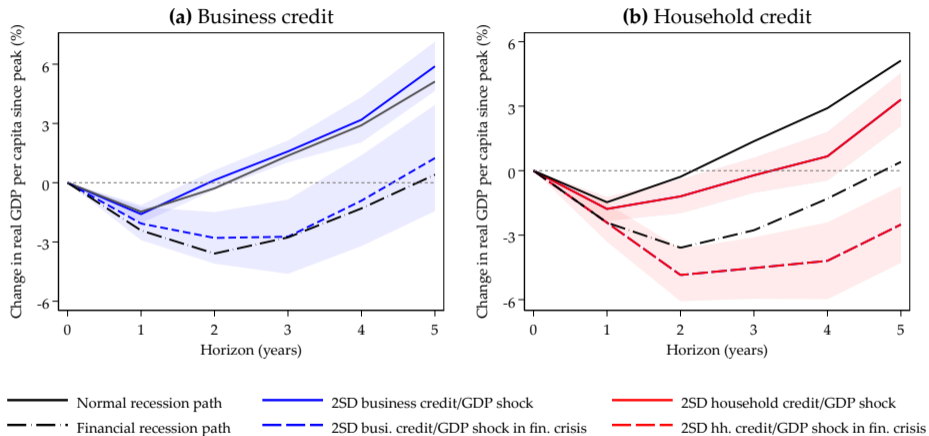 (a) Business credit
Change in real GDP per capita since peak (%)
6
3
0
-3
-6
0 1 2 3 4 5
Horizon (years)
(b) Household credit
Change in real GDP per capita since peak (%)
6
3
0
-3
-6
0 1 2 3 4 5
Horizon (years)
Normal recession path
2SD business credit/GDP shock
2SD household credit/GDP shock
Financial recession path
2SD busi. credit/GDP shock in fin. crisis
2SD hh. credit/GDP shock in fin. crisis